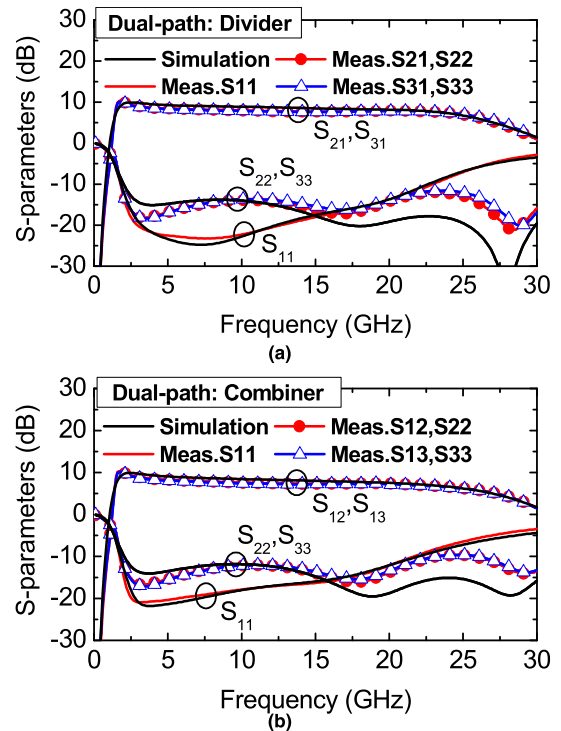 Dual-path: Divider
Simulation
Meas.S21,S22
Meas.S11
Meas.S31,S33
S21,S31
S22,S33
S11
S-parameters (dB)
30
20
10
0
-10
-20
-30
0
5
10
15
20
25
30
Frequency (GHz)
(a)
Dual-path: Combiner
Simulation
Meas.S12,S22
Meas.S11
Meas.S13,S33
S12,S13
S22,S33
S11
S-parameters (dB)
30
20
10
0
-10
-20
-30
0
5
10
15
20
25
30
Frequency (GHz)
(b)